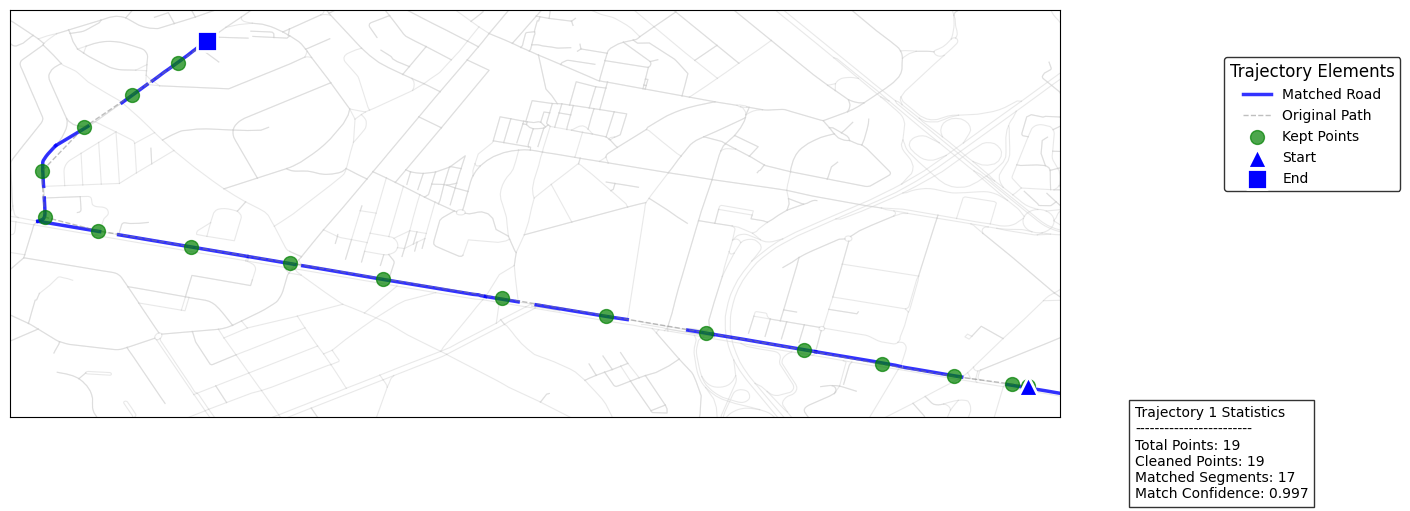 Trajectory Elements
Matched Road
Original Path
Kept Points
Start
End
Trajectory 1 Statistics
------------------------
Total Points: 19
Cleaned Points: 19
Matched Segments: 17
Match Confidence: 0.997